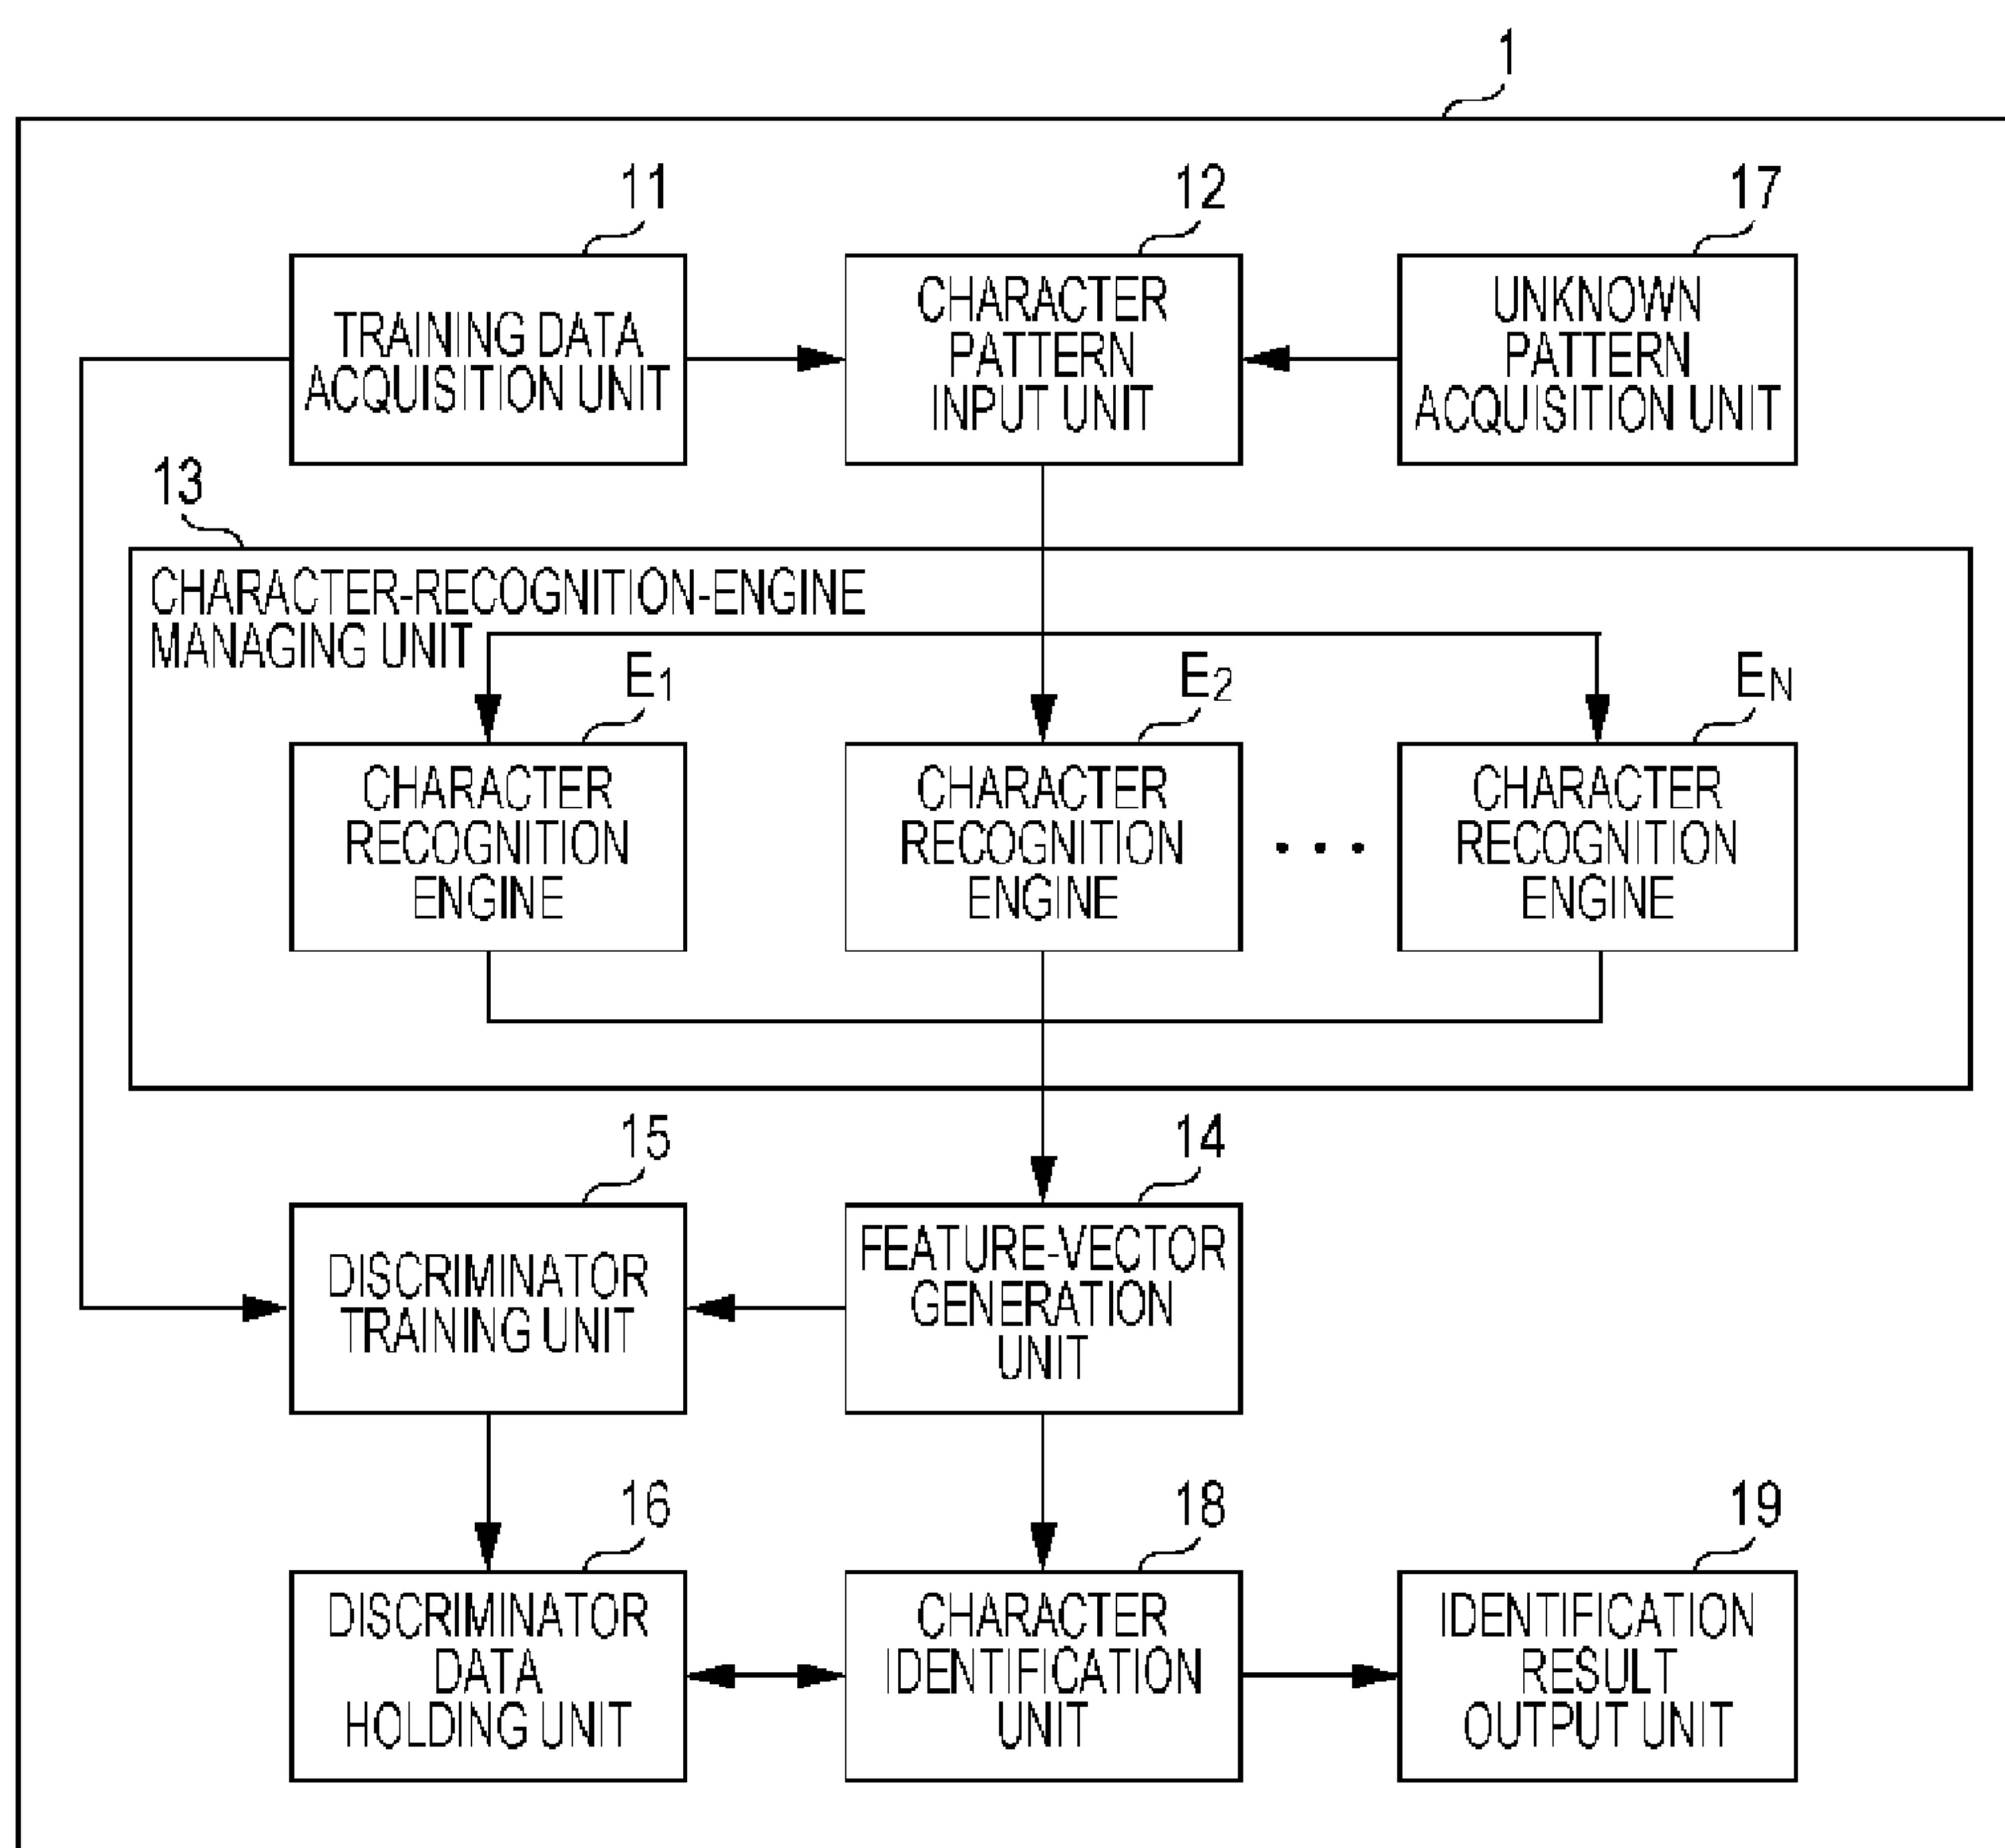 1
11
12
17
TRAINING DATA
ACQUISITION UNIT
CHARACTER
PATTERN
INPUT UNIT
UNKNOWN
PATTERN
ACQUISITION UNIT
13
CHARACTER-RECOGNITION-ENGINE
MANAGING UNIT
E1
E2
EN
CHARACTER
RECOGNITION
ENGINE
CHARACTER
RECOGNITION
ENGINE
• • •
CHARACTER
RECOGNITION
ENGINE
15
14
DISCRIMINATOR
TRAINING UNIT
FEATURE-VECTOR
GENERATION
UNIT
16
18
19
DISCRIMINATOR
DATA
HOLDING UNIT
CHARACTER
IDENTIFICATION
UNIT
IDENTIFICATION
RESULT
OUTPUT UNIT